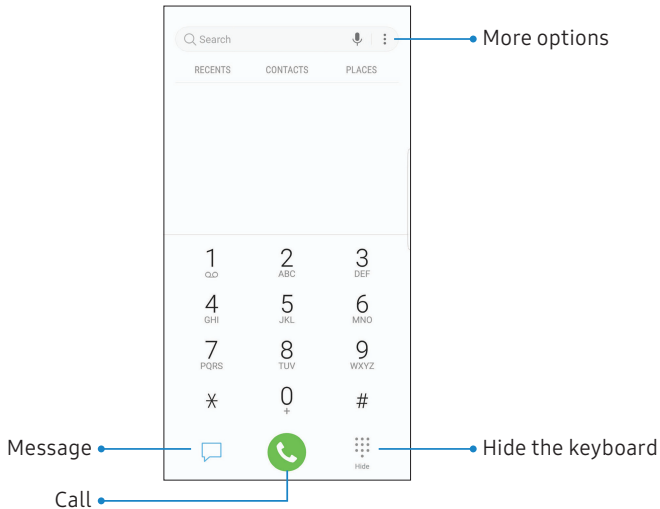 Search
More options
RECENTS CONTACTS PLACES
1 2 3
ABC DEF
4 5 6
GHI JKL MNO
7 8 9
PQRS TUV WXYZ
* 0 #
+
Message
Hide the keyboard
Hide
Call